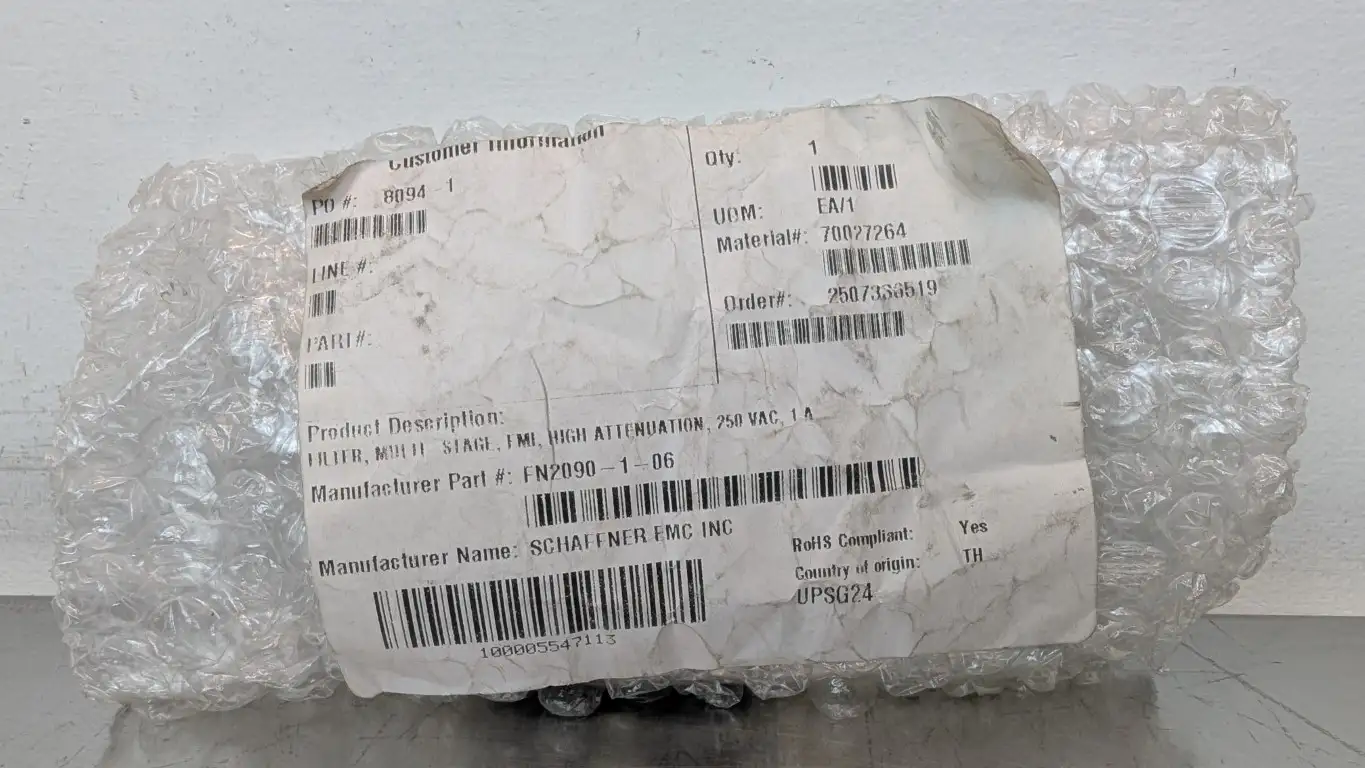 Customer Information
PO #: 8094-1
LINE #:
PART#:
Qty: 1
UOM: EA/1
Material#: 70027264
Order#: 2507336519
Product Description:
FILTER, MULTI-STAGE, EMI, HIGH ATTENUATION, 250 VAC, 1 A
Manufacturer Part #: FN2090-1-06
Manufacturer Name: SCHAFFNER EMC INC
100005547113
RoHS Compliant: Yes
Country of origin: TH
UPSG24